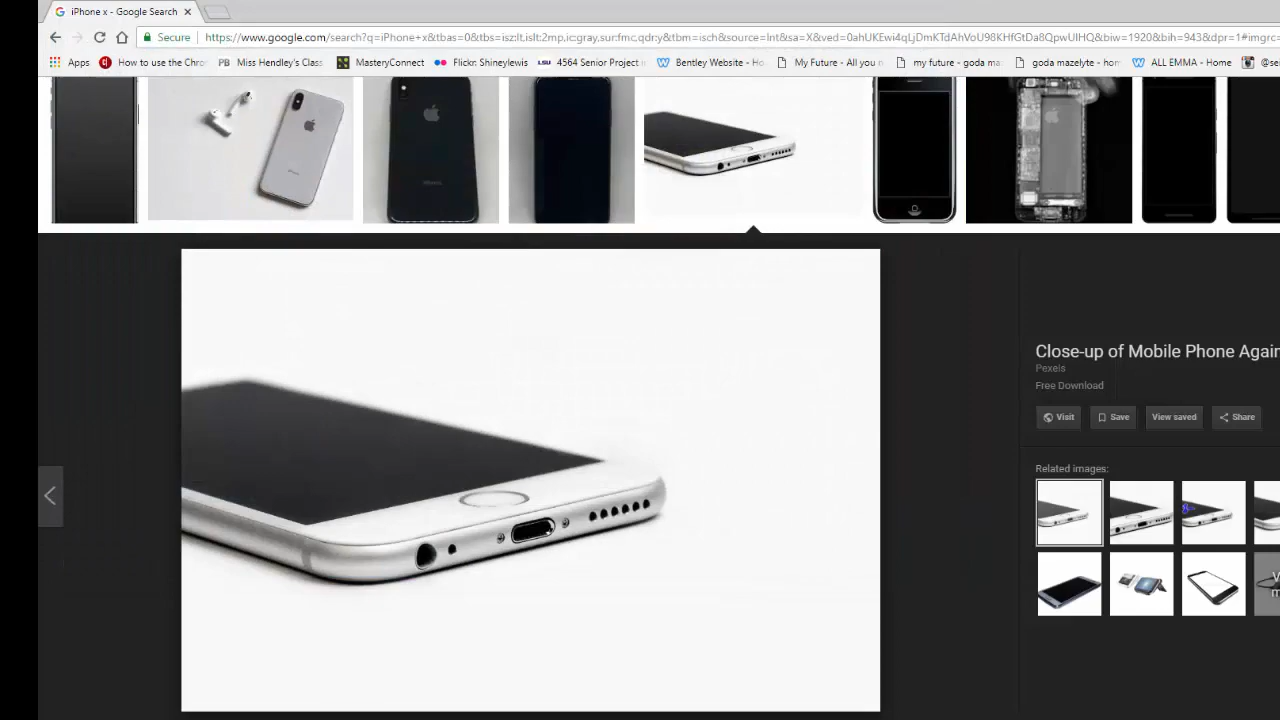 iPhone x - Google Search
Secure
https://www.google.com/search?q=iPhone+x&tbas=0&tbs=isz:lt,islt:2mp,ic:gray,sur:fmc,qdr:y&tbm=isch&source=lnt&sa=X&ved=0ahUKEwi4qLjDmKTdAhVoU98KHfGtDa8QpwUIHQ&biw=1920&bih=943&dpr=1#imgrc=
Apps How to use the Chro PB Miss Hendley's Class MasteryConnect Flickr: Shineylewis LSU 4564 Senior Project in Bentley Website - Ho My Future - All you n my future - goda ma goda mazelyte - hom ALL EMMA - Home @se
Close-up of Mobile Phone Again
Pexels
Free Download
Visit Save View saved Share
Related images: